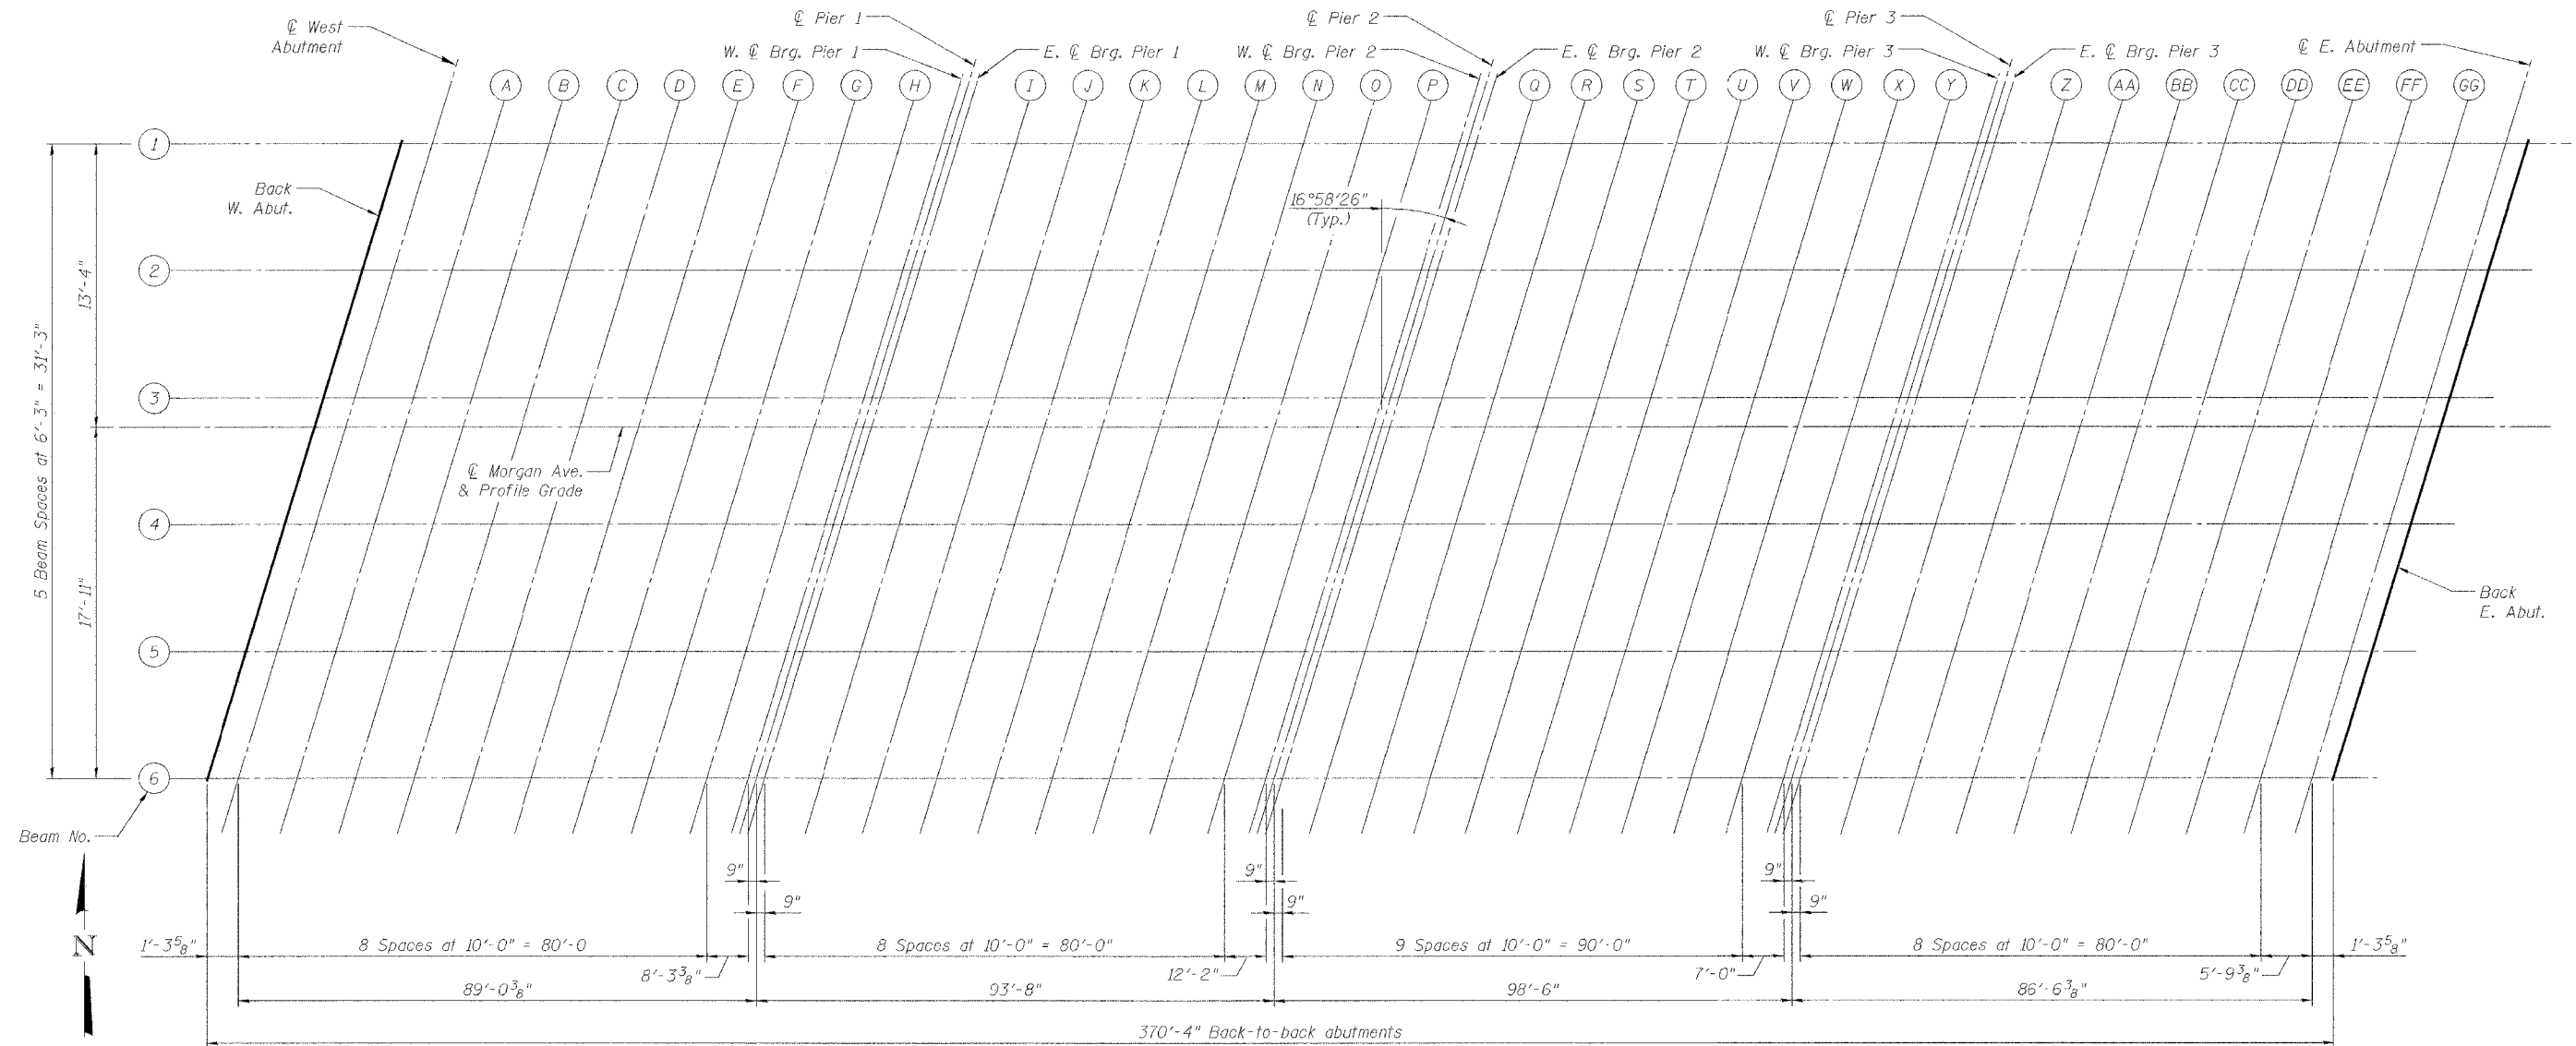 ℄ West
Abutment
℄ Pier 1
W. ℄ Brg. Pier 1
E. ℄ Brg. Pier 1
℄ Pier 2
W. ℄ Brg. Pier 2
E. ℄ Brg. Pier 2
℄ Pier 3
W. ℄ Brg. Pier 3
E. ℄ Brg. Pier 3
℄ E. Abutment
A B C D E F G H I J K L M N O P Q R S T U V W X Y Z AA BB CC DD EE FF GG
1
Back
W. Abut.
16°58'26"
(Typ.)
2
13'-4"
5 Beam Spaces at 6'-3" = 31'-3"
3
℄ Morgan Ave.
& Profile Grade
4
17'-11"
Back
E. Abut.
5
6
Beam No.
N
9" 9" 9"
9" 9" 9"
1'-3⅝" 8 Spaces at 10'-0" = 80'-0 8 Spaces at 10'-0" = 80'-0" 9 Spaces at 10'-0" = 90'-0" 8 Spaces at 10'-0" = 80'-0" 1'-3⅝"
8'-3⅜" 12'-2" 7'-0" 5'-9⅜"
89'-0⅜" 93'-8" 98'-6" 86'-6⅜"
370'-4" Back-to-back abutments